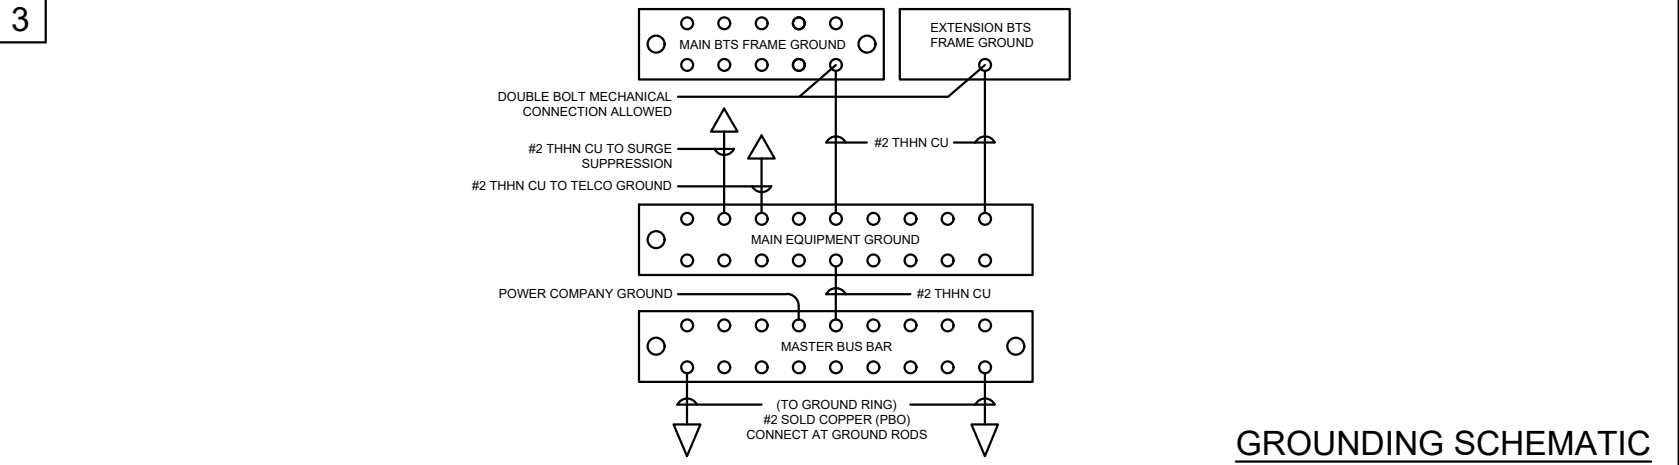 3
MAIN BTS FRAME GROUND
EXTENSION BTS
FRAME GROUND
DOUBLE BOLT MECHANICAL
CONNECTION ALLOWED
#2 THHN CU
#2 THHN CU TO SURGE
SUPPRESSION
#2 THHN CU TO TELCO GROUND
MAIN EQUIPMENT GROUND
POWER COMPANY GROUND
#2 THHN CU
MASTER BUS BAR
(TO GROUND RING)
#2 SOLD COPPER (PBO)
CONNECT AT GROUND RODS
GROUNDING SCHEMATIC